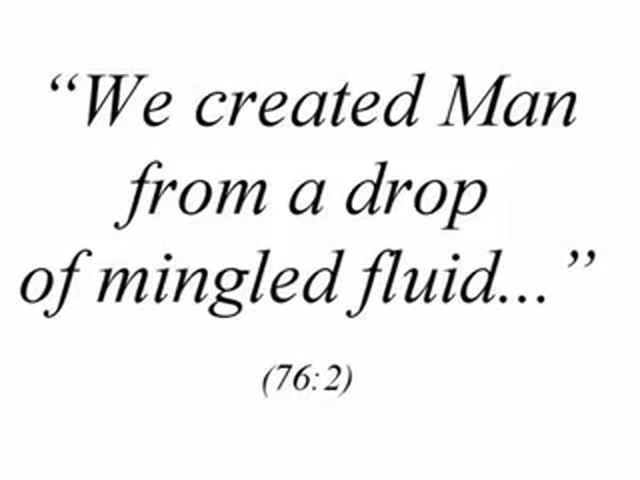 “We created Man
from a drop
of mingled fluid...”
(76:2)